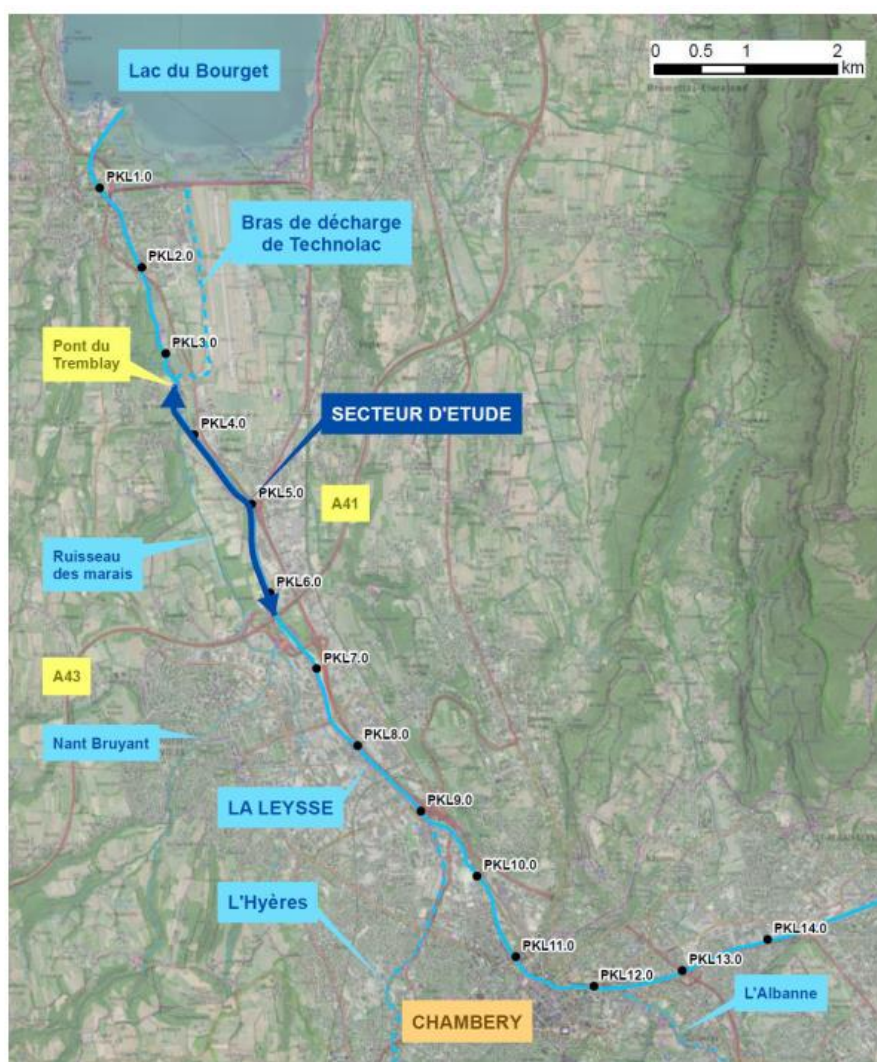 Lac du Bourget
0 0.5 1 2
km
PKL1.0
Bras de décharge
de Technolac
PKL2.0
PKL3.0
Pont du
Tremblay
SECTEUR D'ETUDE
PKL4.0
PKL5.0
A41
Ruisseau
des marais
PKL6.0
A43
PKL7.0
Nant Bruyant
PKL8.0
LA LEYSSE
PKL9.0
PKL10.0
L'Hyères
PKL11.0
PKL14.0
PKL13.0
PKL12.0
L'Albanne
CHAMBERY